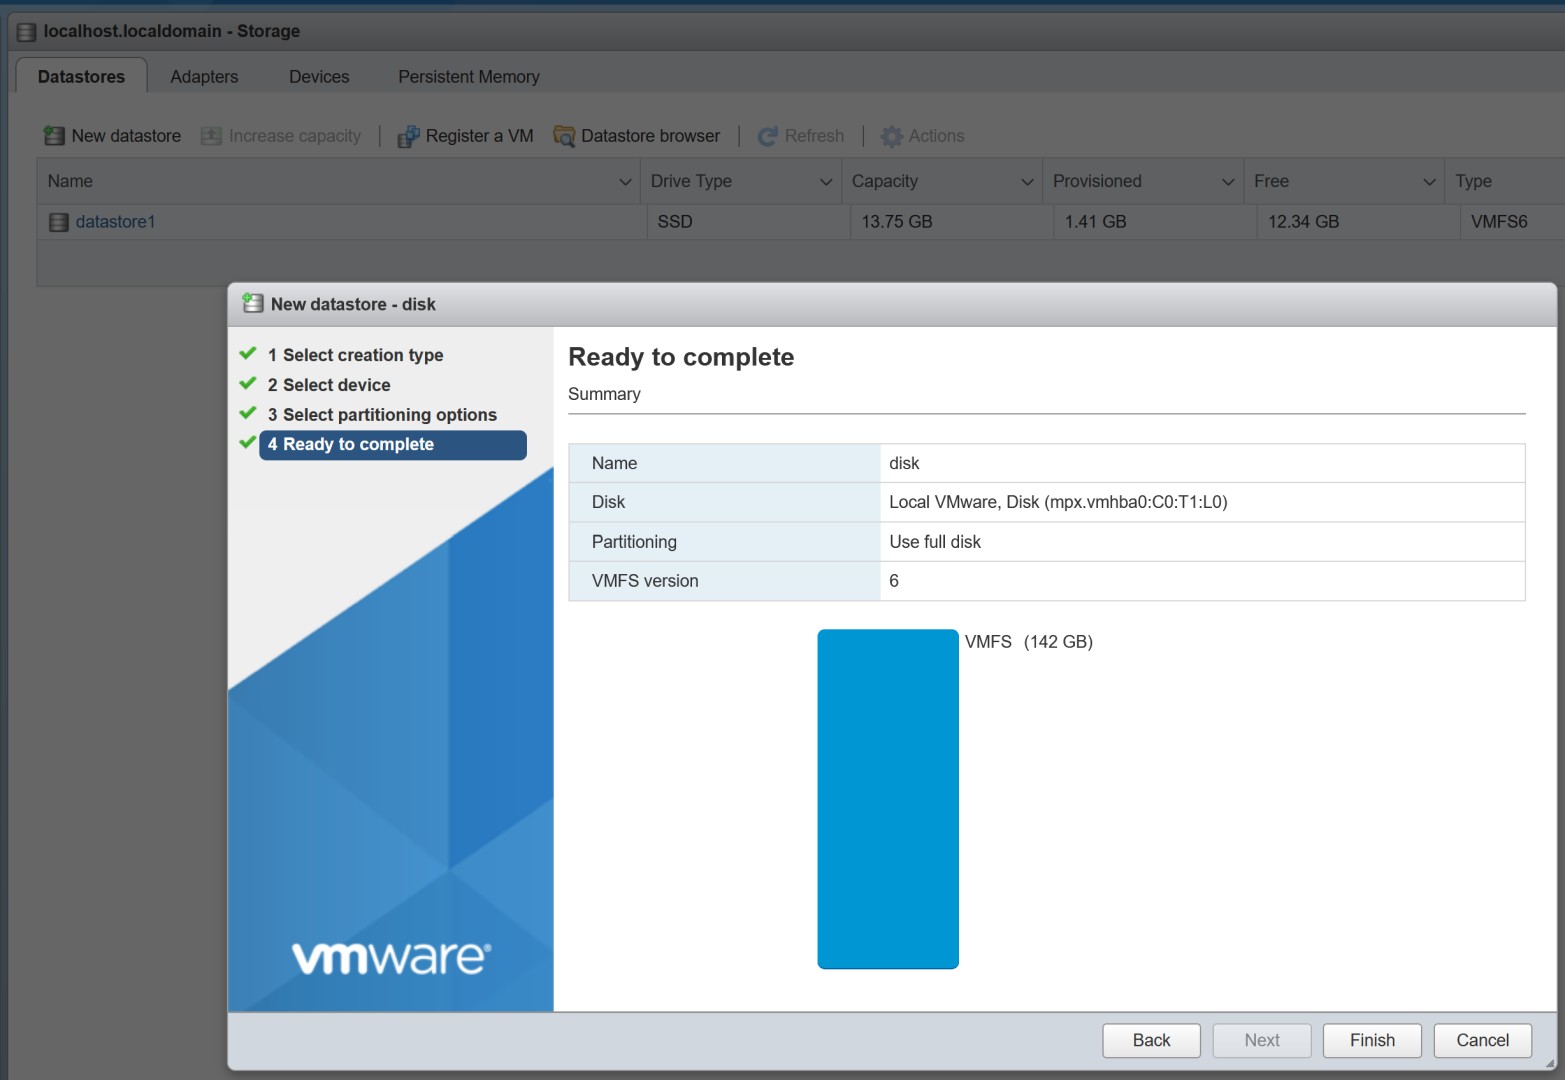 localhost.localdomain - Storage
Datastores Adapters Devices Persistent Memory
New datastore Increase capacity Register a VM Datastore browser Refresh Actions
Name Drive Type Capacity Provisioned Free Type
datastore1 SSD 13.75 GB 1.41 GB 12.34 GB VMFS6
New datastore - disk
1 Select creation type
2 Select device
3 Select partitioning options
4 Ready to complete
vmware®
Ready to complete
Summary
Name disk
Disk Local VMware, Disk (mpx.vmhba0:C0:T1:L0)
Partitioning Use full disk
VMFS version 6
VMFS (142 GB)
Back Next Finish Cancel